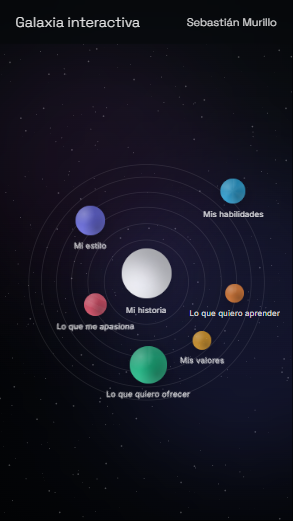 Galaxia interactiva
Sebastián Murillo
Mis habilidades
Mi estilo
Mi historia
Lo que quiero aprender
Lo que me apasiona
Mis valores
Lo que quiero ofrecer